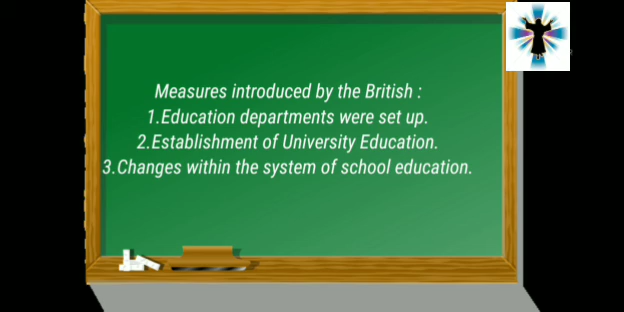 Measures introduced by the British :
1.Education departments were set up.
2.Establishment of University Education.
3.Changes within the system of school education.